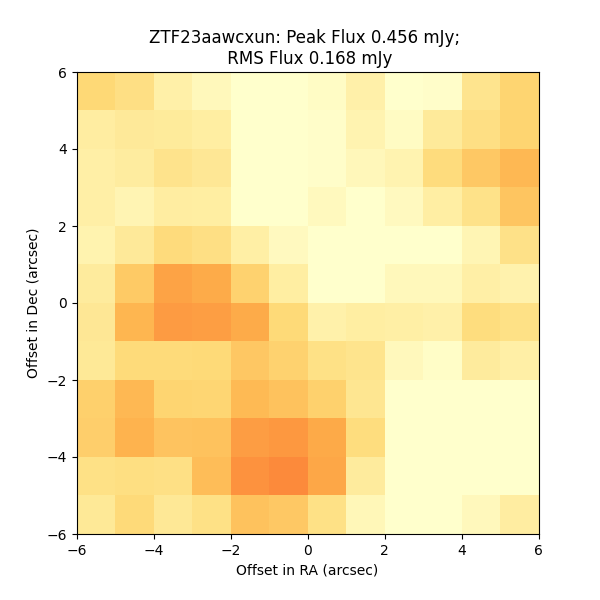 ZTF23aawcxun: Peak Flux 0.456 mJy;
RMS Flux 0.168 mJy
6
4
2
0
−2
−4
−6
Offset in Dec (arcsec)
−6 −4 −2 0 2 4 6
Offset in RA (arcsec)